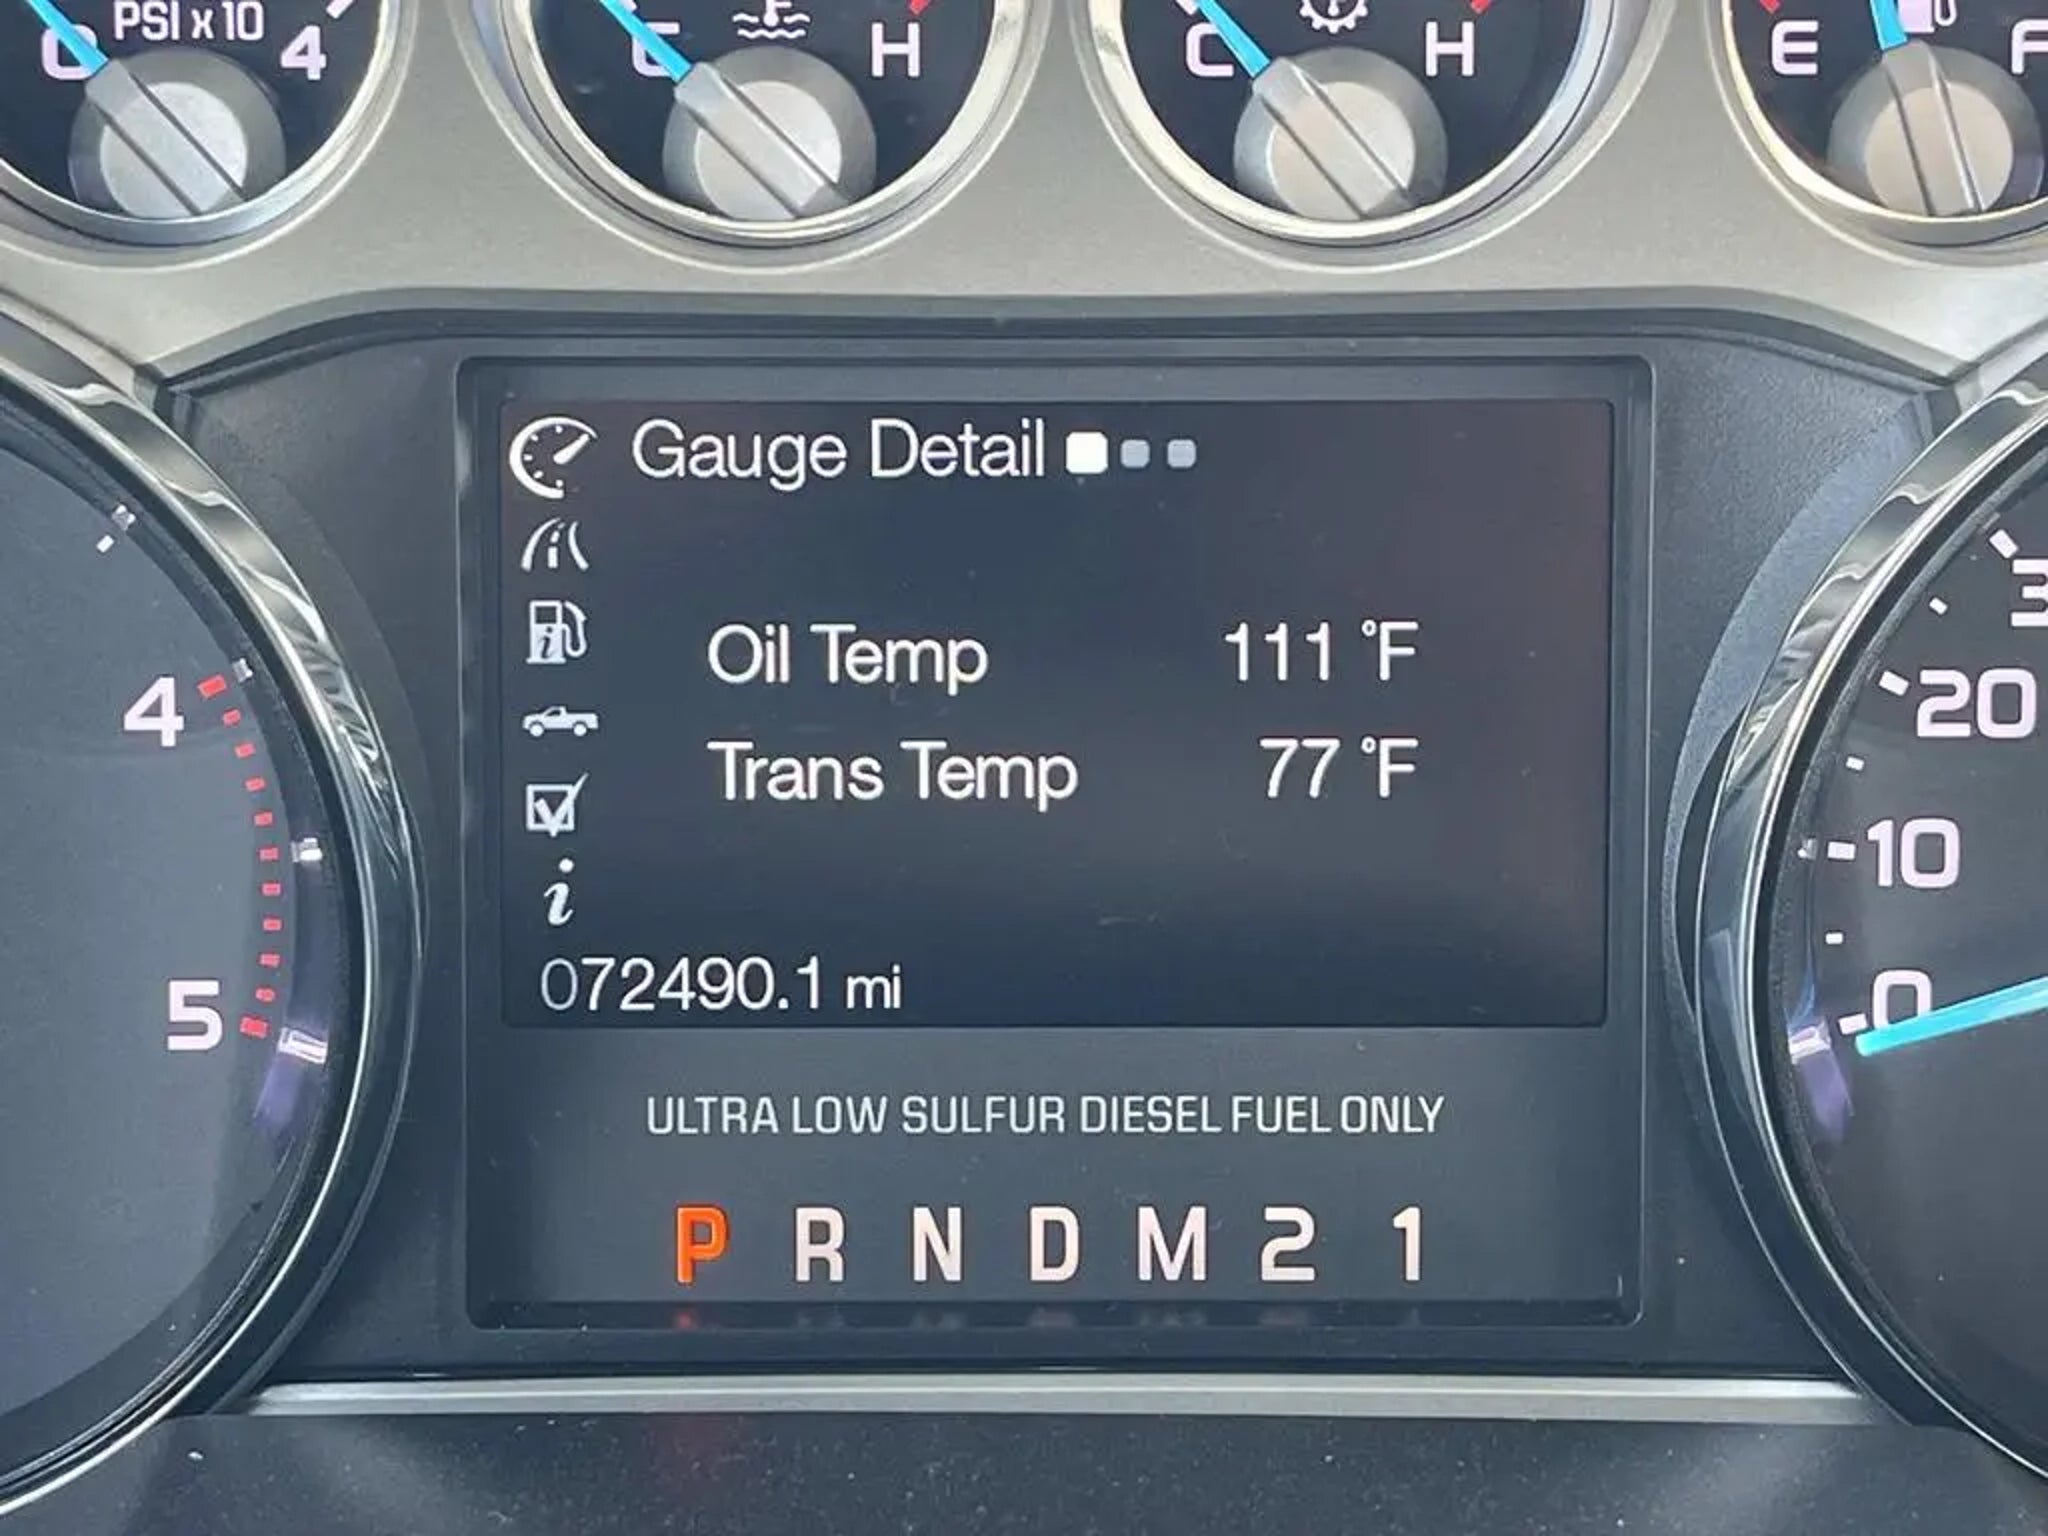 0 PSI x 10 4
C H
C H
E F
Gauge Detail
Oil Temp 111 °F
Trans Temp 77 °F
i
072490.1 mi
4
5
20
10
0
ULTRA LOW SULFUR DIESEL FUEL ONLY
P R N D M 2 1